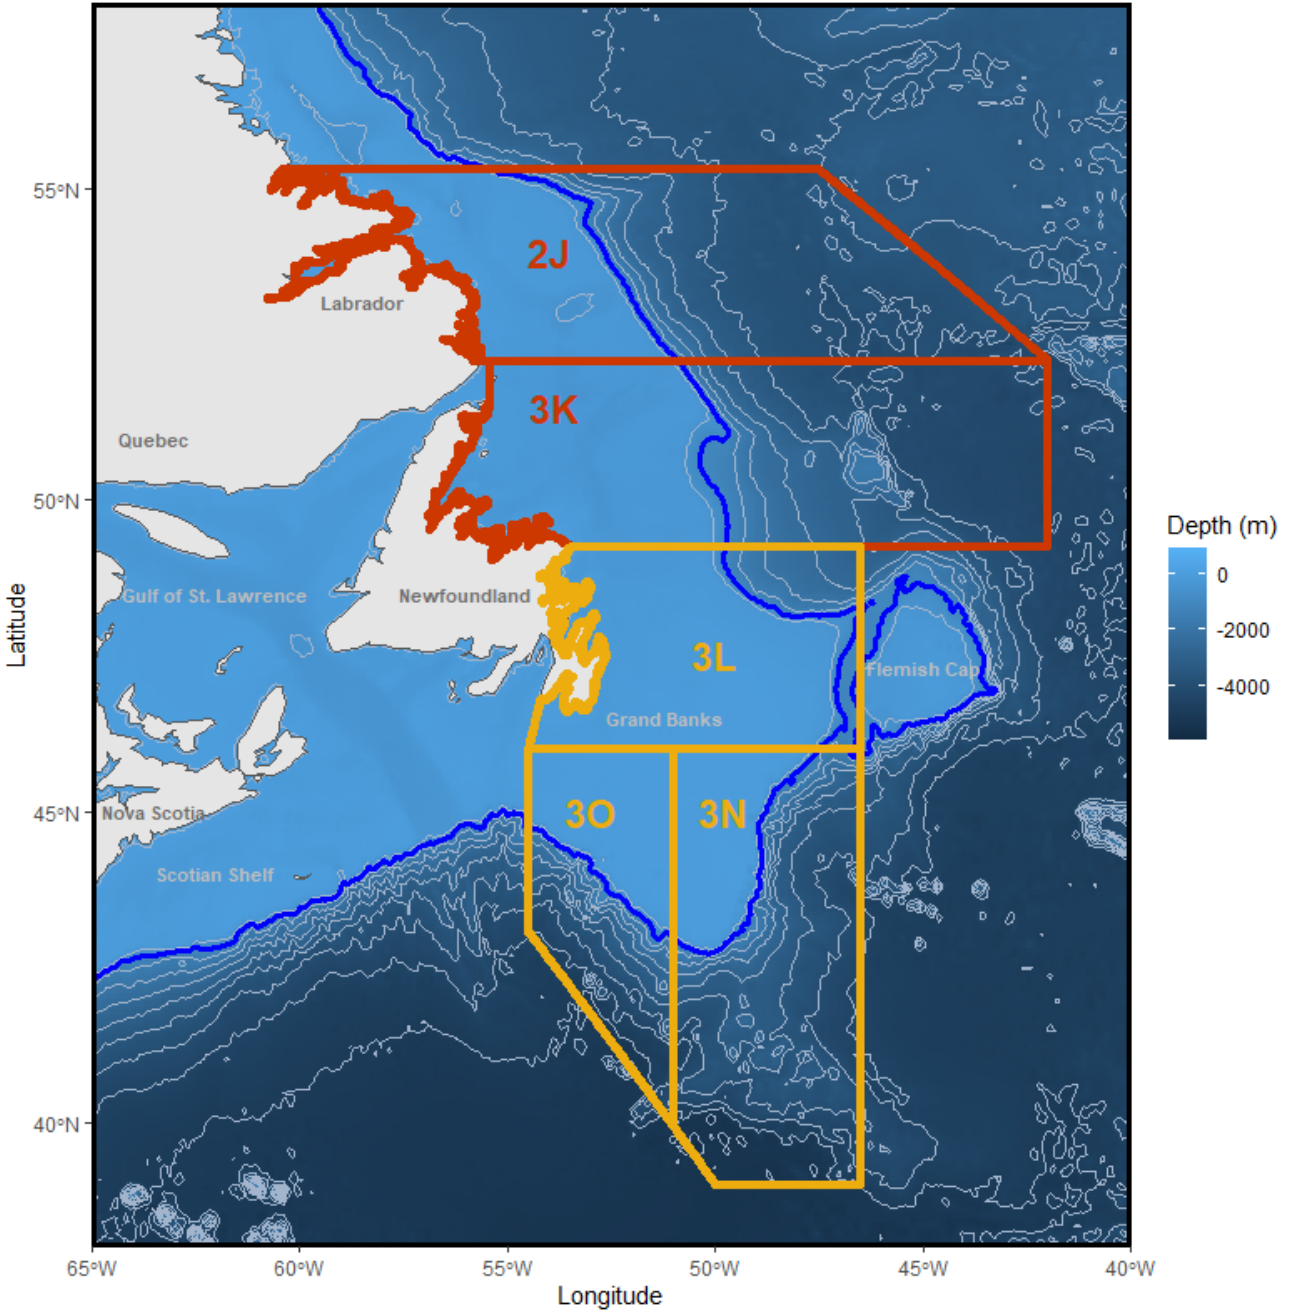 55°N
50°N
45°N
40°N
Latitude
65°W
60°W
55°W
50°W
45°W
40°W
Longitude
2J
Labrador
3K
Quebec
Gulf of St. Lawrence
Newfoundland
3L
Flemish Cap
Grand Banks
Nova Scotia
3O
3N
Scotian Shelf
Depth (m)
0
-2000
-4000